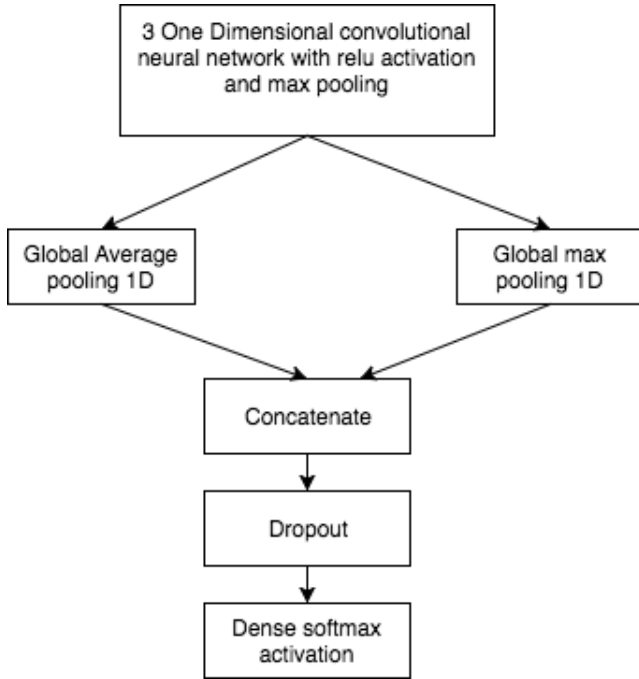 3 One Dimensional convolutional
neural network with relu activation
and max pooling
Global Average
pooling 1D
Global max
pooling 1D
Concatenate
Dropout
Dense softmax
activation